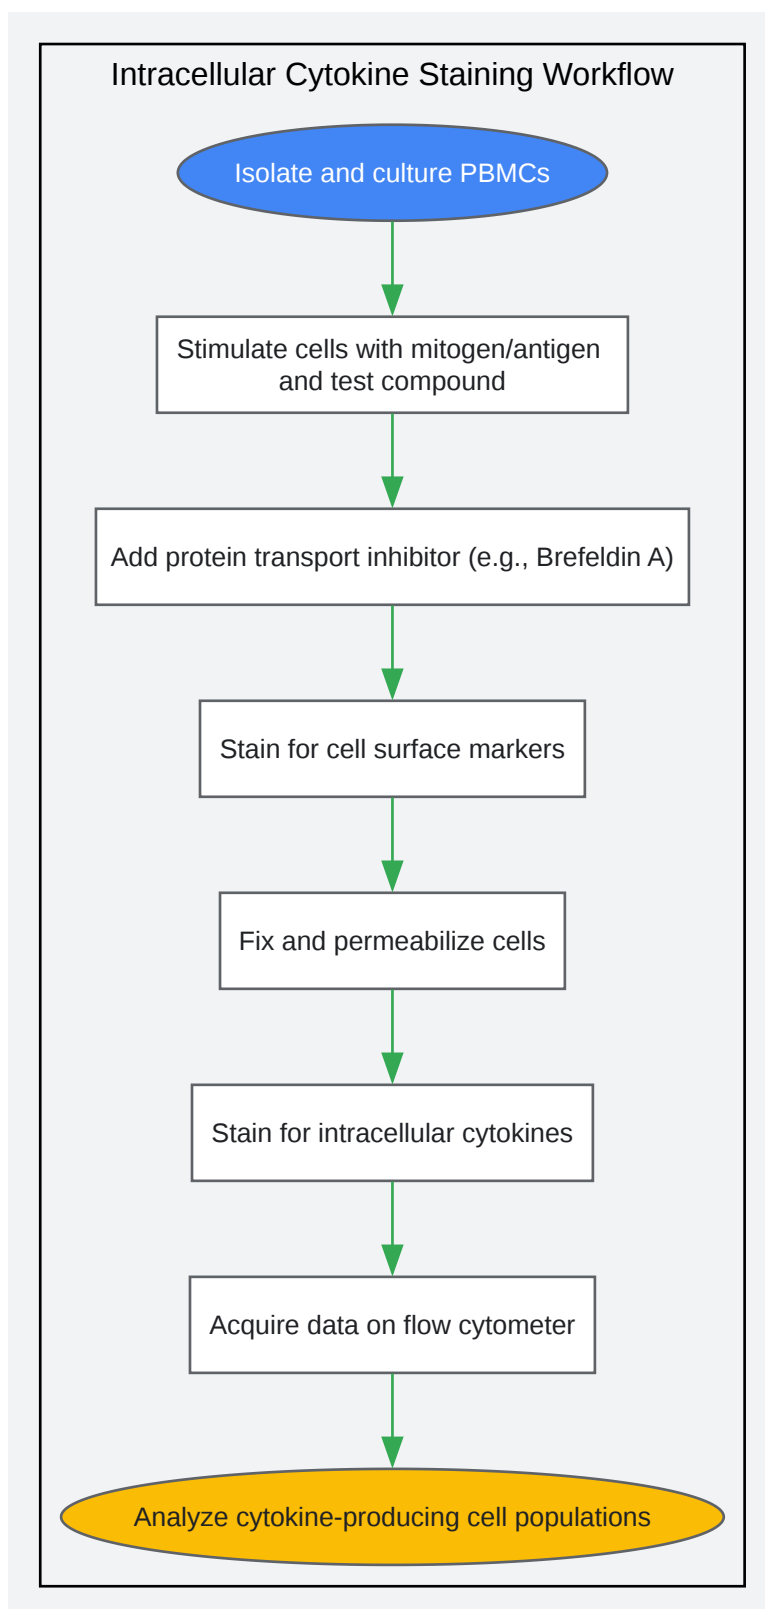 Intracellular Cytokine Staining Workflow
Isolate and culture PBMCs
Stimulate cells with mitogen/antigen
and test compound
Add protein transport inhibitor (e.g., Brefeldin A)
Stain for cell surface markers
Fix and permeabilize cells
Stain for intracellular cytokines
Acquire data on flow cytometer
Analyze cytokine-producing cell populations